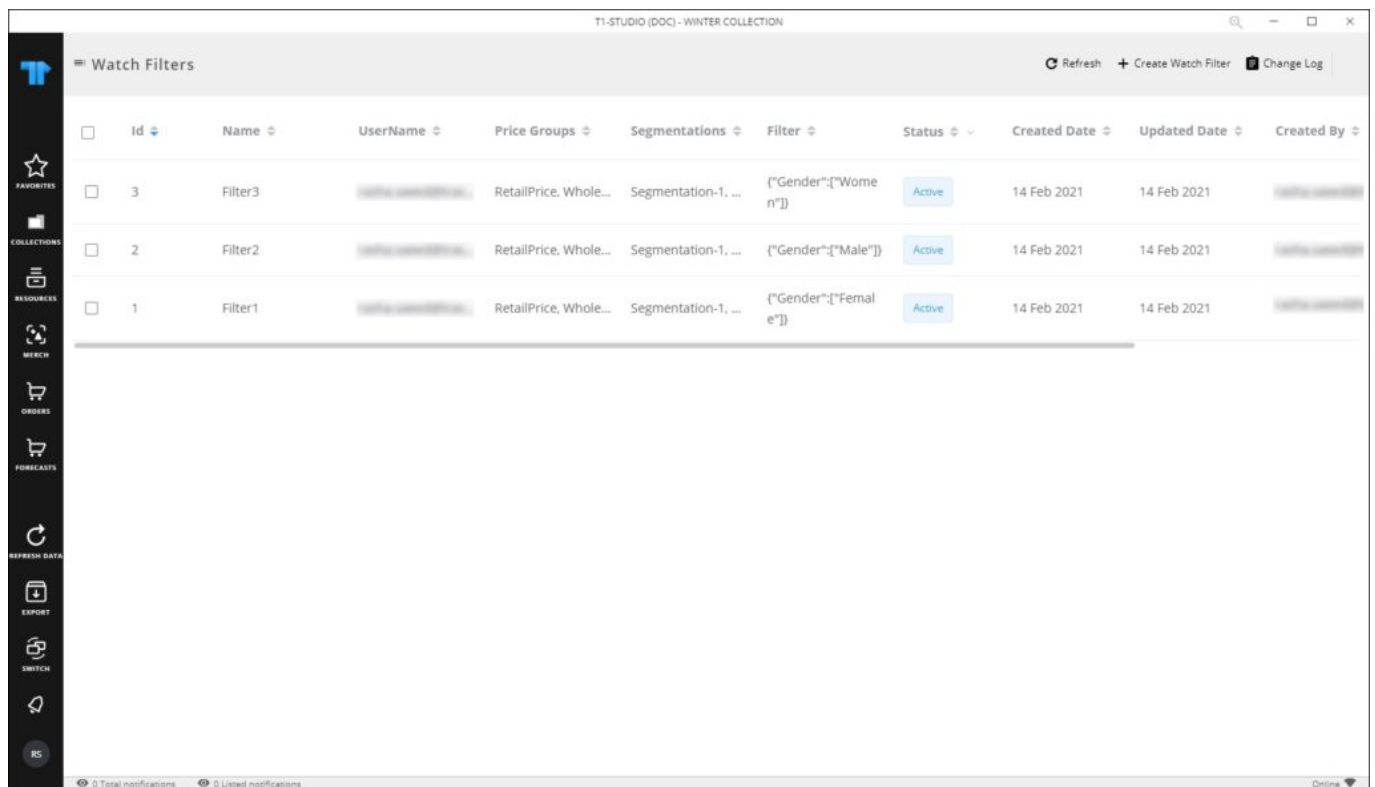 T1-STUDIO (DOC) - WINTER COLLECTION
Watch Filters
Refresh + Create Watch Filter Change Log
Id Name UserName Price Groups Segmentations Filter Status Created Date Updated Date Created By
3 Filter3 RetailPrice, Whole... Segmentation-1, ... {"Gender":["Wome
n"]} Active 14 Feb 2021 14 Feb 2021
2 Filter2 RetailPrice, Whole... Segmentation-1, ... {"Gender":["Male"]} Active 14 Feb 2021 14 Feb 2021
1 Filter1 RetailPrice, Whole... Segmentation-1, ... {"Gender":["Femal
e"]} Active 14 Feb 2021 14 Feb 2021
FAVORITES
COLLECTIONS
RESOURCES
MERCH
ORDERS
FORECASTS
REFRESH DATA
EXPORT
SWITCH
RS
0 Total notifications 0 Listed notifications Online